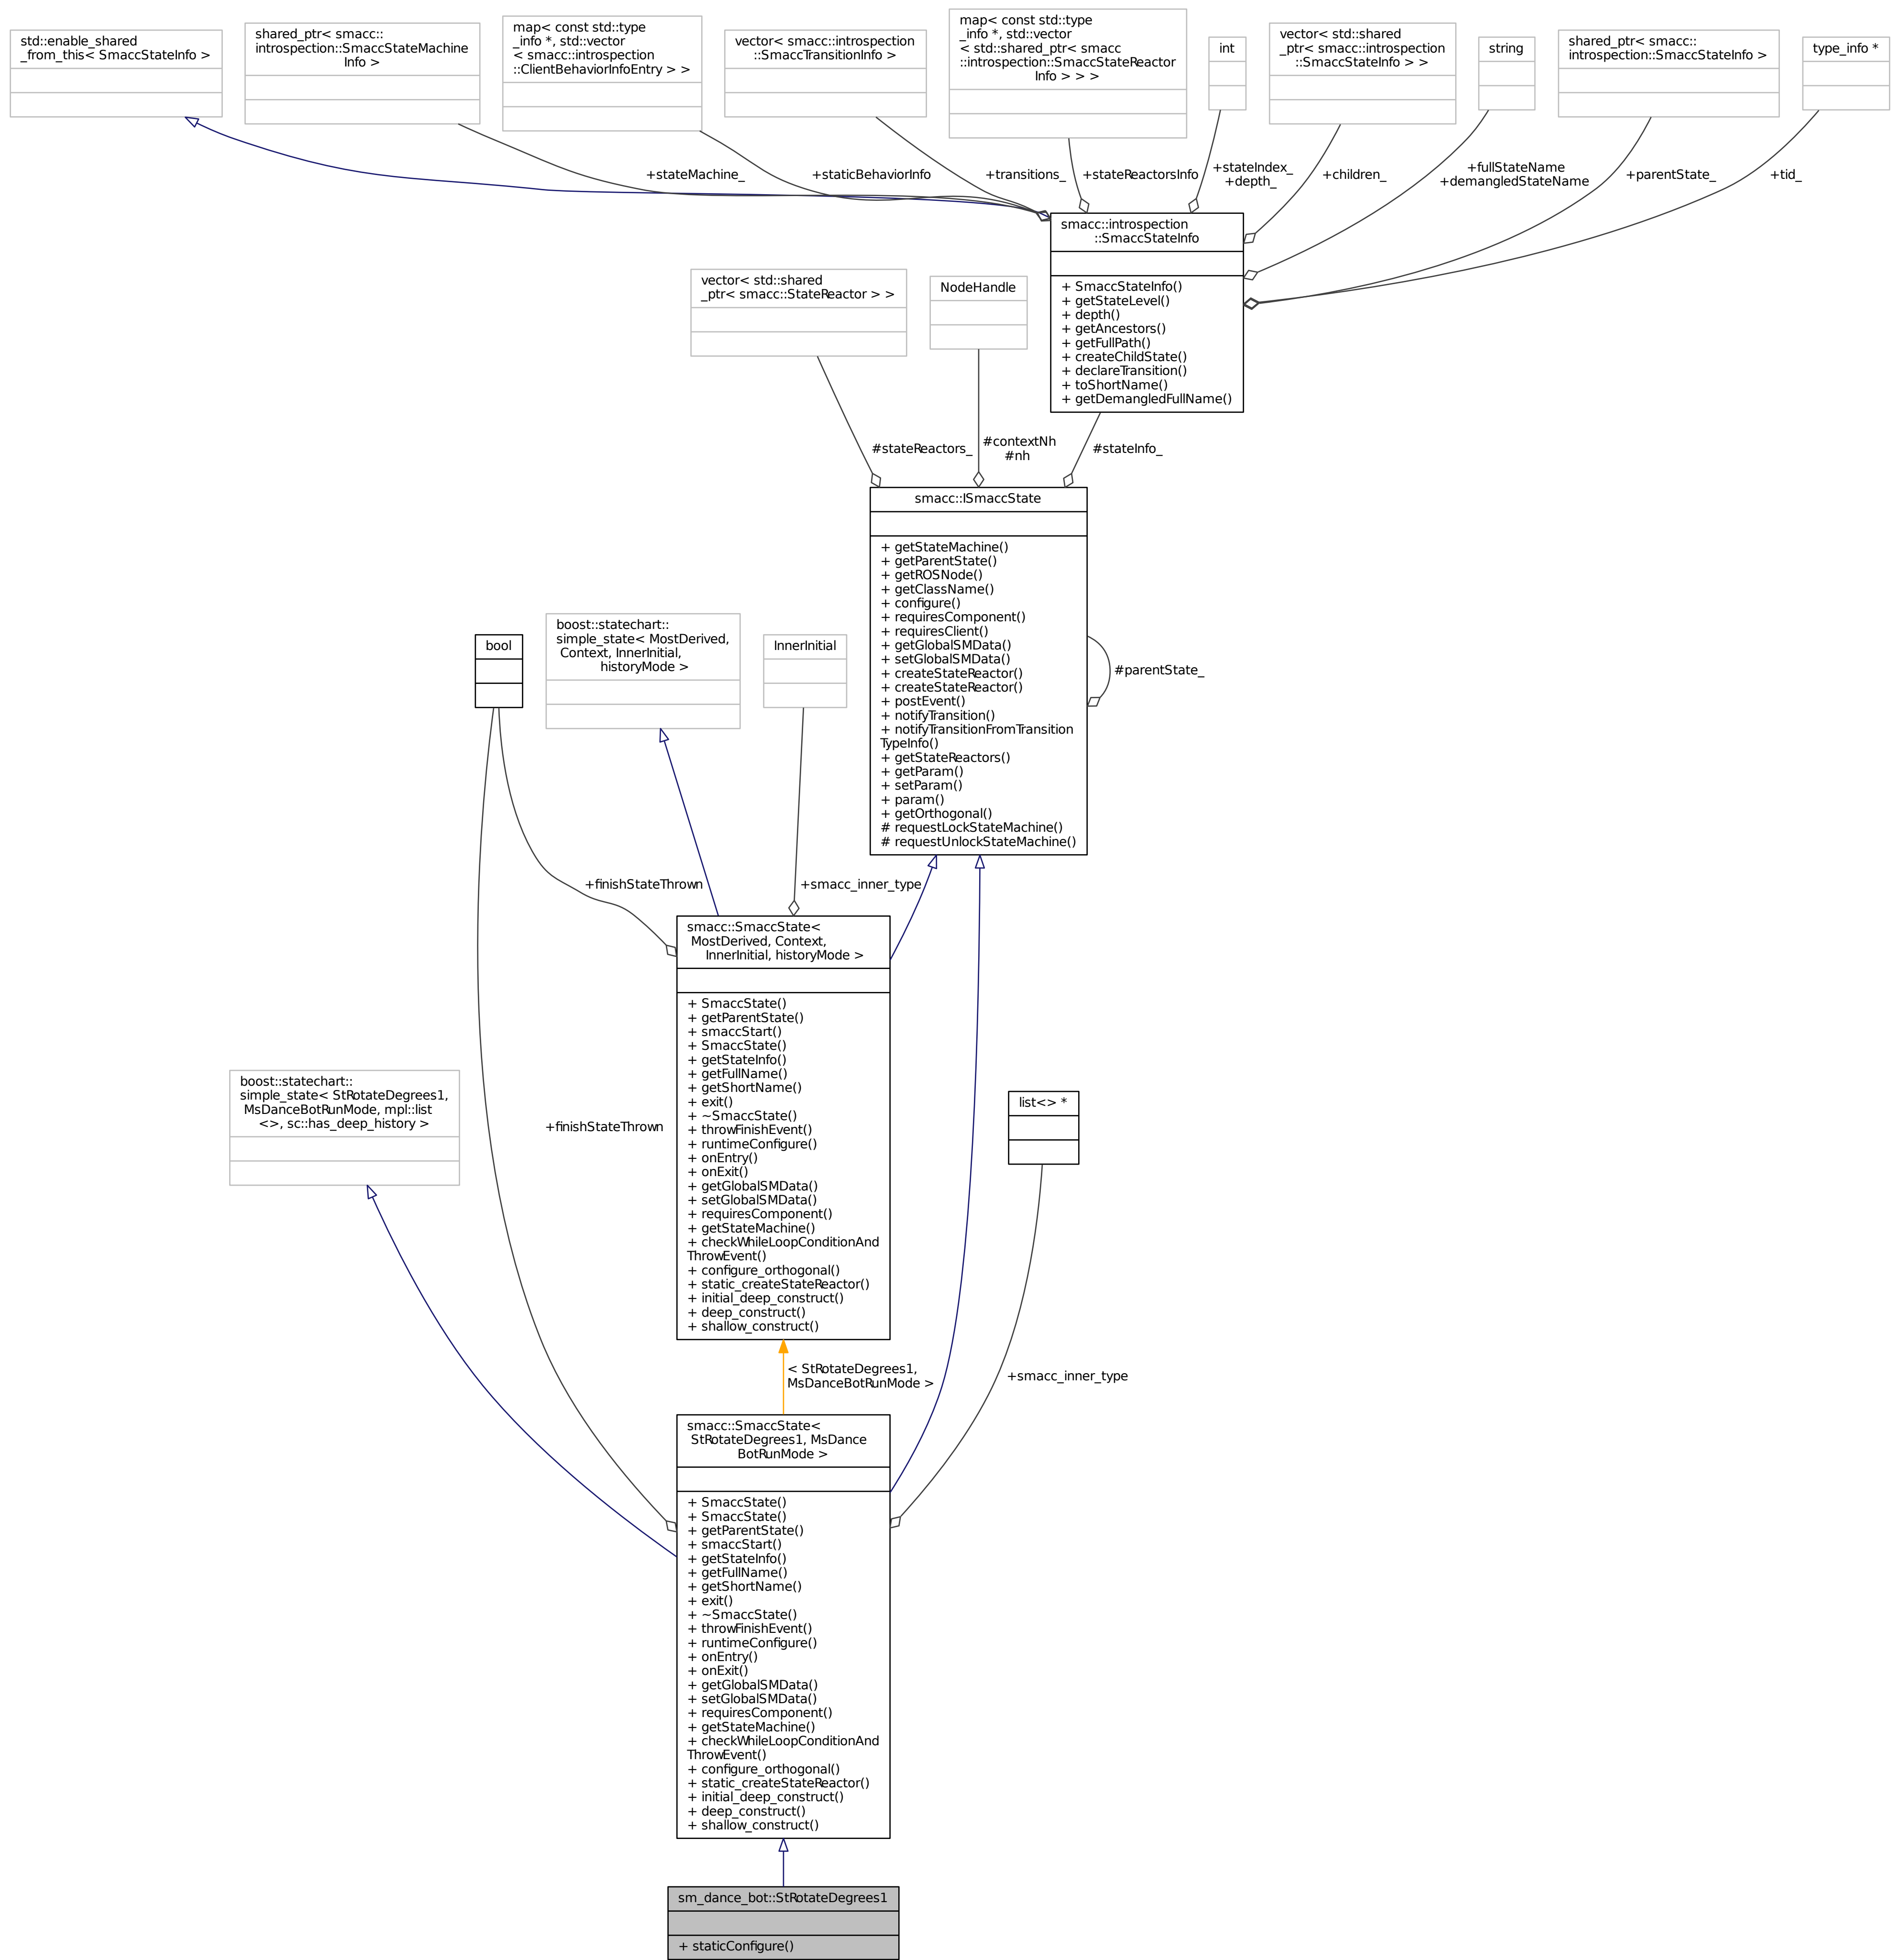 std::enable_shared
_from_this< SmaccStateInfo >
shared_ptr< smacc::
introspection::SmaccStateMachine
Info >
map< const std::type
_info *, std::vector
< smacc::introspection
::ClientBehaviorInfoEntry > >
vector< smacc::introspection
::SmaccTransitionInfo >
map< const std::type
_info *, std::vector
< std::shared_ptr< smacc
::introspection::SmaccStateReactor
Info > > >
int
vector< std::shared
_ptr< smacc::introspection
::SmaccStateInfo > >
string
shared_ptr< smacc::
introspection::SmaccStateInfo >
type_info *
+stateMachine_
+staticBehaviorInfo
+transitions_
+stateReactorsInfo
+stateIndex_
+depth_
+children_
+fullStateName
+demangledStateName
+parentState_
+tid_
smacc::introspection
::SmaccStateInfo
+ SmaccStateInfo()
+ getStateLevel()
+ depth()
+ getAncestors()
+ getFullPath()
+ createChildState()
+ declareTransition()
+ toShortName()
+ getDemangledFullName()
vector< std::shared
_ptr< smacc::StateReactor > >
NodeHandle
#stateReactors_
#contextNh
#nh
#stateInfo_
smacc::ISmaccState
+ getStateMachine()
+ getParentState()
+ getROSNode()
+ getClassName()
+ configure()
+ requiresComponent()
+ requiresClient()
+ getGlobalSMData()
+ setGlobalSMData()
+ createStateReactor()
+ createStateReactor()
+ postEvent()
+ notifyTransition()
+ notifyTransitionFromTransition
TypeInfo()
+ getStateReactors()
+ getParam()
+ setParam()
+ param()
+ getOrthogonal()
# requestLockStateMachine()
# requestUnlockStateMachine()
#parentState_
bool
boost::statechart::
simple_state< MostDerived,
Context, InnerInitial,
historyMode >
InnerInitial
+finishStateThrown
+smacc_inner_type
smacc::SmaccState<
MostDerived, Context,
InnerInitial, historyMode >
+ SmaccState()
+ getParentState()
+ smaccStart()
+ SmaccState()
+ getStateInfo()
+ getFullName()
+ getShortName()
+ exit()
+ ~SmaccState()
+ throwFinishEvent()
+ runtimeConfigure()
+ onEntry()
+ onExit()
+ getGlobalSMData()
+ setGlobalSMData()
+ requiresComponent()
+ getStateMachine()
+ checkWhileLoopConditionAnd
ThrowEvent()
+ configure_orthogonal()
+ static_createStateReactor()
+ initial_deep_construct()
+ deep_construct()
+ shallow_construct()
boost::statechart::
simple_state< StRotateDegrees1,
MsDanceBotRunMode, mpl::list
<>, sc::has_deep_history >
+finishStateThrown
list<> *
< StRotateDegrees1,
MsDanceBotRunMode >
+smacc_inner_type
smacc::SmaccState<
StRotateDegrees1, MsDance
BotRunMode >
+ SmaccState()
+ SmaccState()
+ getParentState()
+ smaccStart()
+ getStateInfo()
+ getFullName()
+ getShortName()
+ exit()
+ ~SmaccState()
+ throwFinishEvent()
+ runtimeConfigure()
+ onEntry()
+ onExit()
+ getGlobalSMData()
+ setGlobalSMData()
+ requiresComponent()
+ getStateMachine()
+ checkWhileLoopConditionAnd
ThrowEvent()
+ configure_orthogonal()
+ static_createStateReactor()
+ initial_deep_construct()
+ deep_construct()
+ shallow_construct()
sm_dance_bot::StRotateDegrees1
+ staticConfigure()